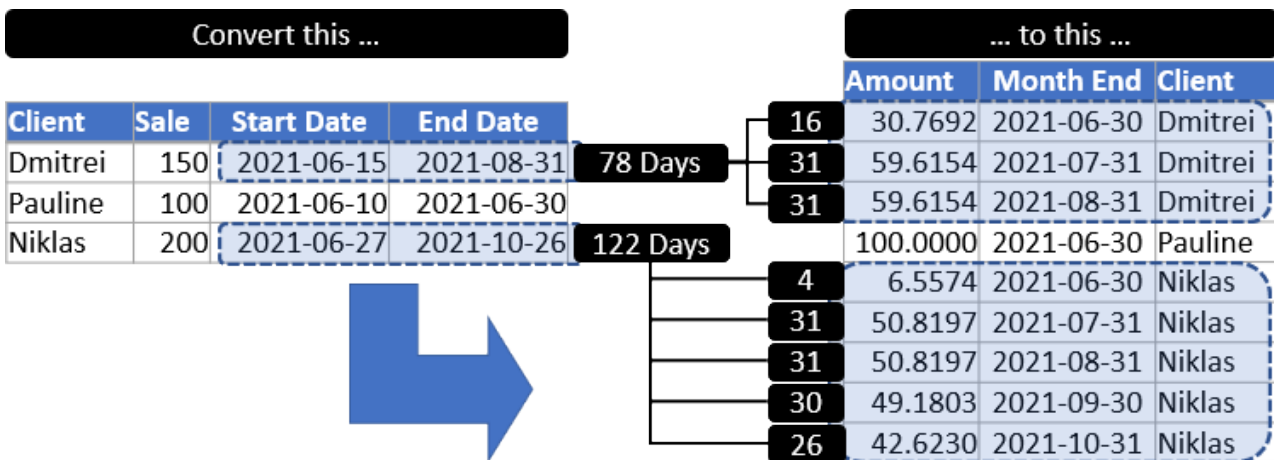 Convert this ...
... to this ...
Amount Month End Client
Client Sale Start Date End Date
16 30.7692 2021-06-30 Dmitrei
Dmitrei 150 2021-06-15 2021-08-31 78 Days 31 59.6154 2021-07-31 Dmitrei
Pauline 100 2021-06-10 2021-06-30 31 59.6154 2021-08-31 Dmitrei
Niklas 200 2021-06-27 2021-10-26 122 Days 100.0000 2021-06-30 Pauline
4 6.5574 2021-06-30 Niklas
31 50.8197 2021-07-31 Niklas
31 50.8197 2021-08-31 Niklas
30 49.1803 2021-09-30 Niklas
26 42.6230 2021-10-31 Niklas